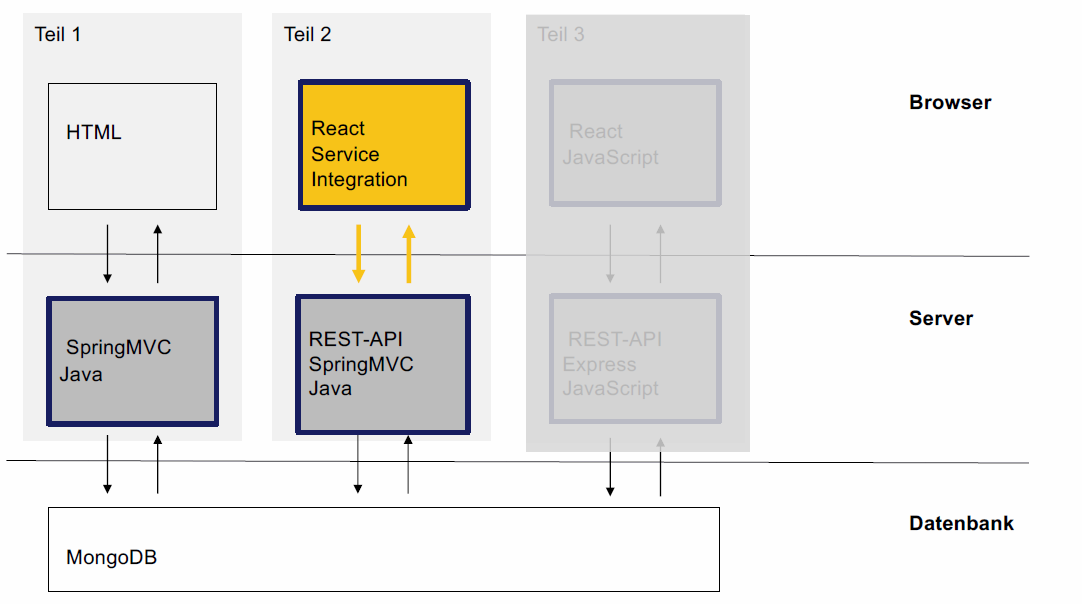 Teil 1
Teil 2
Teil 3
HTML
React
Service
Integration
React
JavaScript
Browser
SpringMVC
Java
REST-API
SpringMVC
Java
REST-API
Express
JavaScript
Server
MongoDB
Datenbank